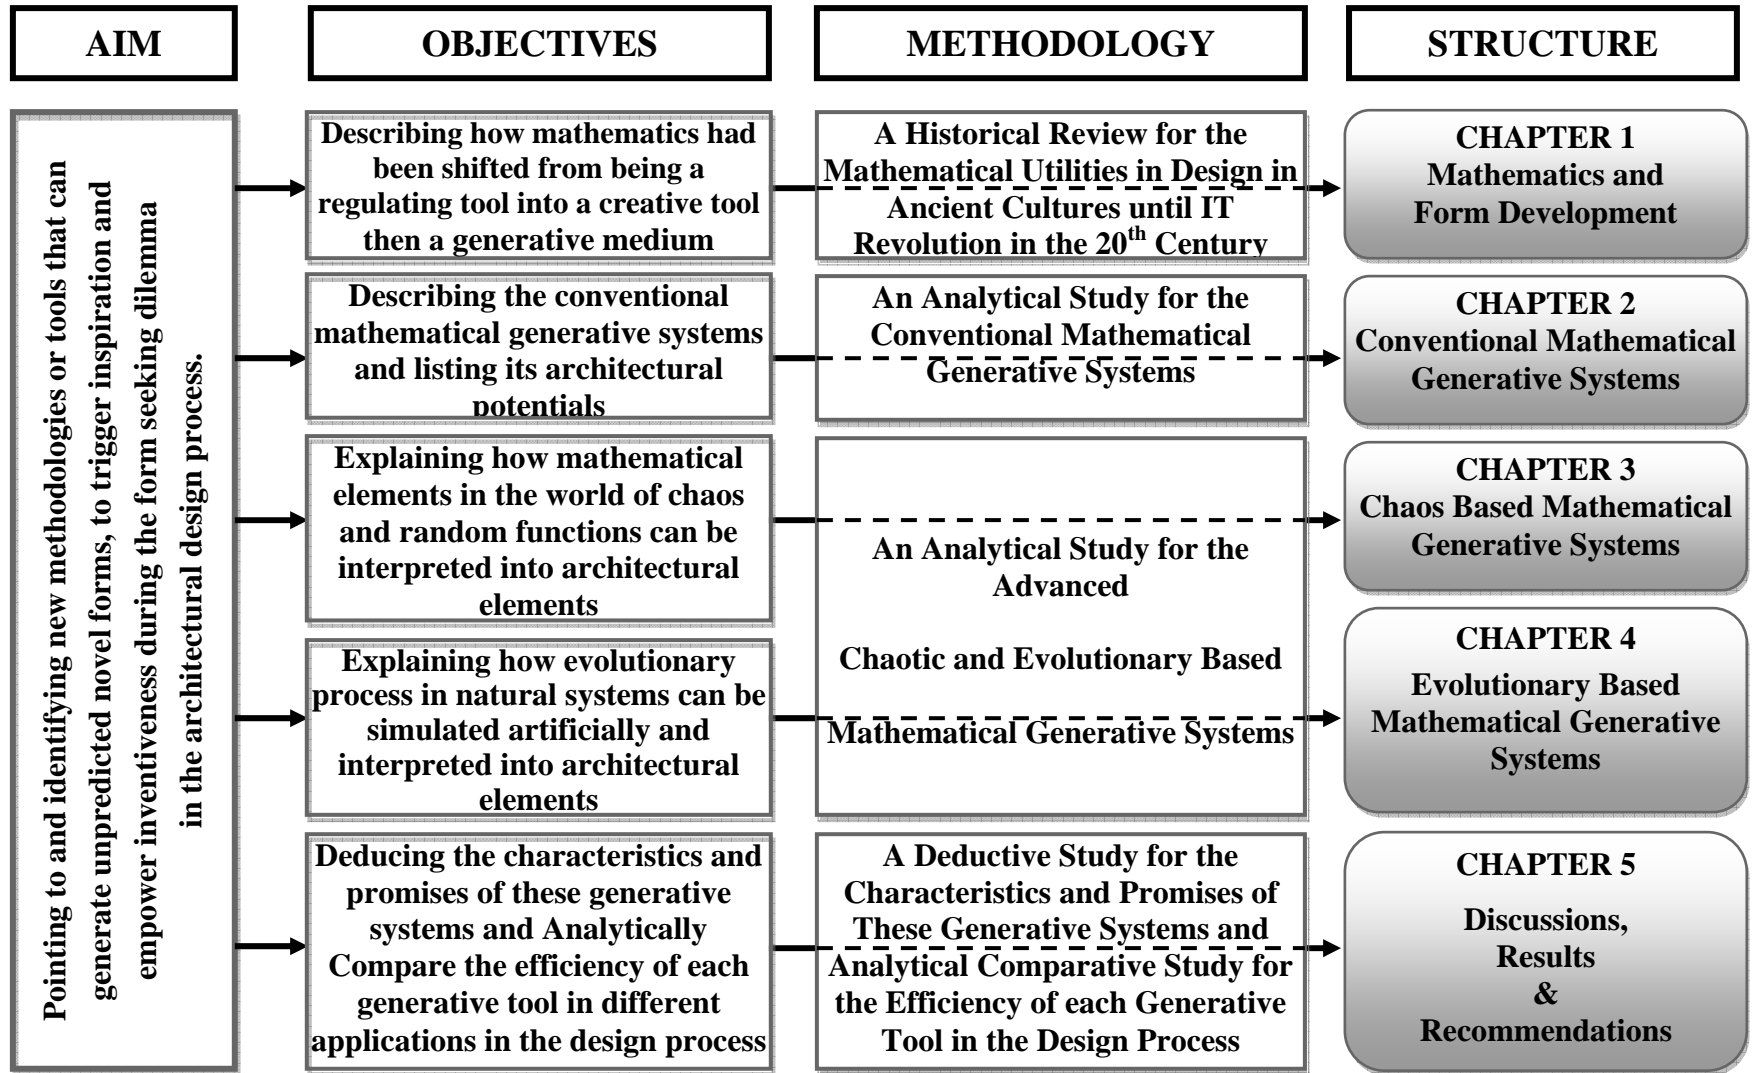 AIM
OBJECTIVES
METHODOLOGY
STRUCTURE
Pointing to and identifying new methodologies or tools that can
generate unpredicted novel forms, to trigger inspiration and
empower inventiveness during the form seeking dilemma
in the architectural design process.
Describing how mathematics had
been shifted from being a
regulating tool into a creative tool
then a generative medium
A Historical Review for the
Mathematical Utilities in Design in
Ancient Cultures until IT
Revolution in the 20th Century
CHAPTER 1
Mathematics and
Form Development
Describing the conventional
mathematical generative systems
and listing its architectural
potentials
An Analytical Study for the
Conventional Mathematical
Generative Systems
CHAPTER 2
Conventional Mathematical
Generative Systems
Explaining how mathematical
elements in the world of chaos
and random functions can be
interpreted into architectural
elements
An Analytical Study for the
Advanced
Chaotic and Evolutionary Based
Mathematical Generative Systems
CHAPTER 3
Chaos Based Mathematical
Generative Systems
Explaining how evolutionary
process in natural systems can be
simulated artificially and
interpreted into architectural
elements
CHAPTER 4
Evolutionary Based
Mathematical Generative
Systems
Deducing the characteristics and
promises of these generative
systems and Analytically
Compare the efficiency of each
generative tool in different
applications in the design process
A Deductive Study for the
Characteristics and Promises of
These Generative Systems and
Analytical Comparative Study for
the Efficiency of each Generative
Tool in the Design Process
CHAPTER 5
Discussions,
Results
&
Recommendations